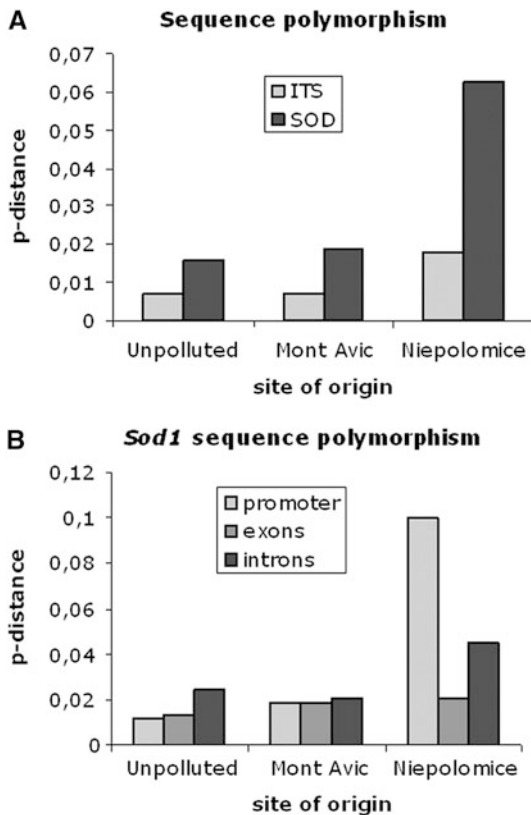 A
Sequence polymorphism
0,07
0,06
0,05
0,04
0,03
0,02
0,01
0
p-distance
ITS
SOD
Unpolluted Mont Avic Niepolomice
site of origin
B
Sod1 sequence polymorphism
0,12
0,1
0,08
0,06
0,04
0,02
0
p-distance
promoter
exons
introns
Unpolluted Mont Avic Niepolomice
site of origin